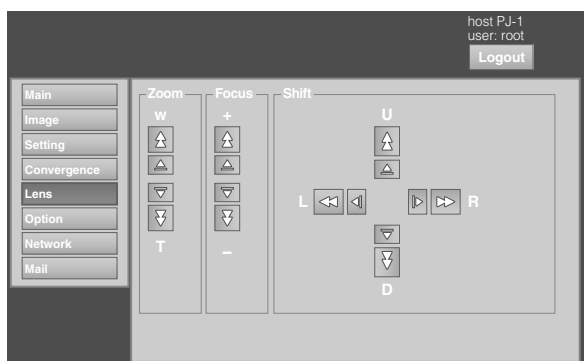 host PJ-1
user: root
Logout
Main
Image
Setting
Convergence
Lens
Option
Network
Mail
Zoom
W
T
Focus
+
–
Shift
U
L
R
D